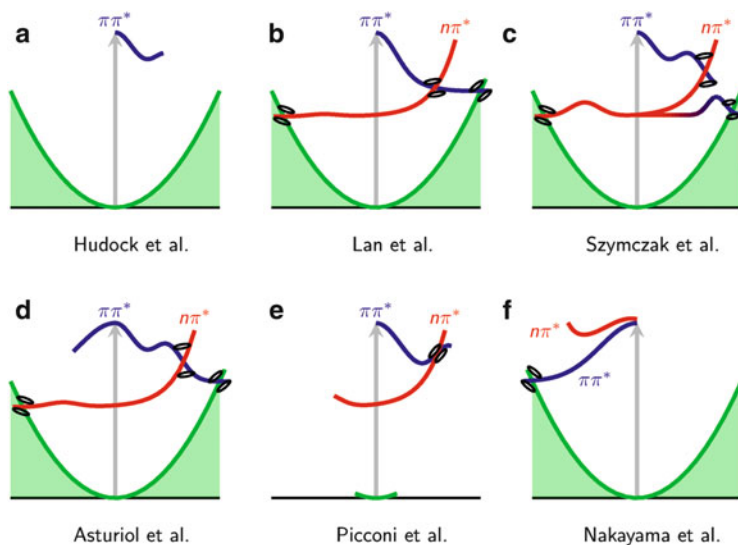 a
ππ*
Hudock et al.
b
ππ*
nπ*
Lan et al.
c
ππ*
nπ*
Szymczak et al.
d
ππ*
nπ*
Asturiol et al.
e
ππ*
nπ*
Picconi et al.
f
nπ*
ππ*
Nakayama et al.